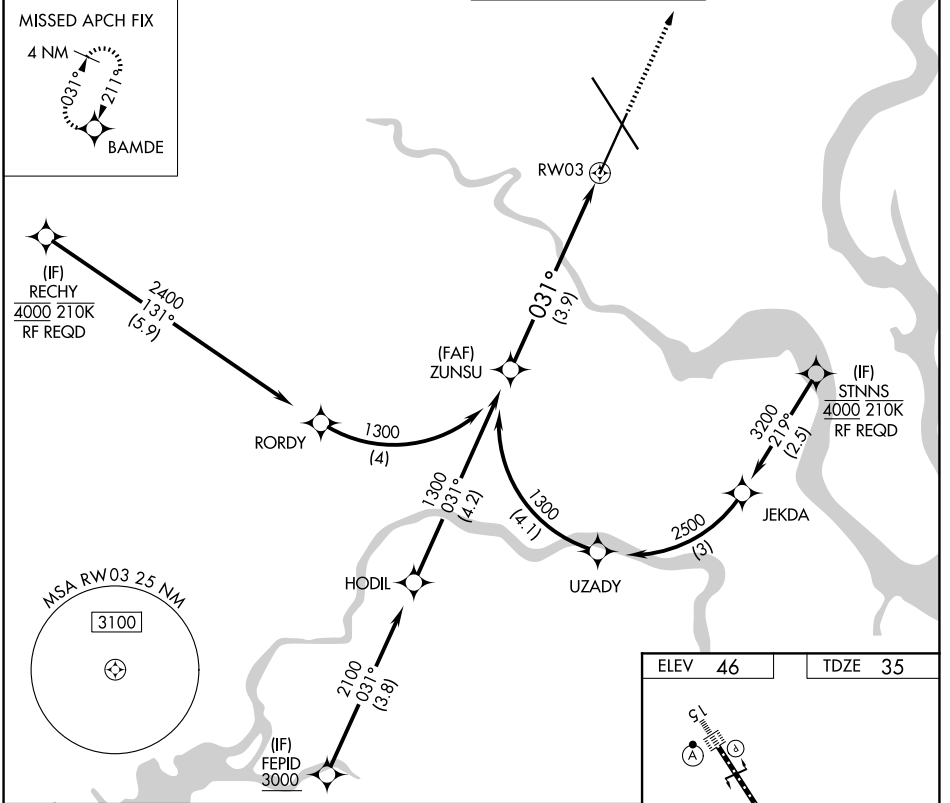 MISSED APCH FIX
4 NM
031°
211°
BAMDE
RW03
(IF)
RECHY
4000 210K
RF REQD
2400
131°
(5.9)
031°
(3.9)
(FAF)
ZUNSU
(IF)
STNNS
4000 210K
RF REQD
3200
219°
(2.5)
RORDY
1300
(4)
1300
031°
(4.2)
1300
(4.1)
2500
(3)
JEKDA
UZADY
HODIL
MSA RW03 25 NM
3100
2100
031°
(3.8)
(IF)
FEPID
3000
ELEV 46
TDZE 35
15
A
P